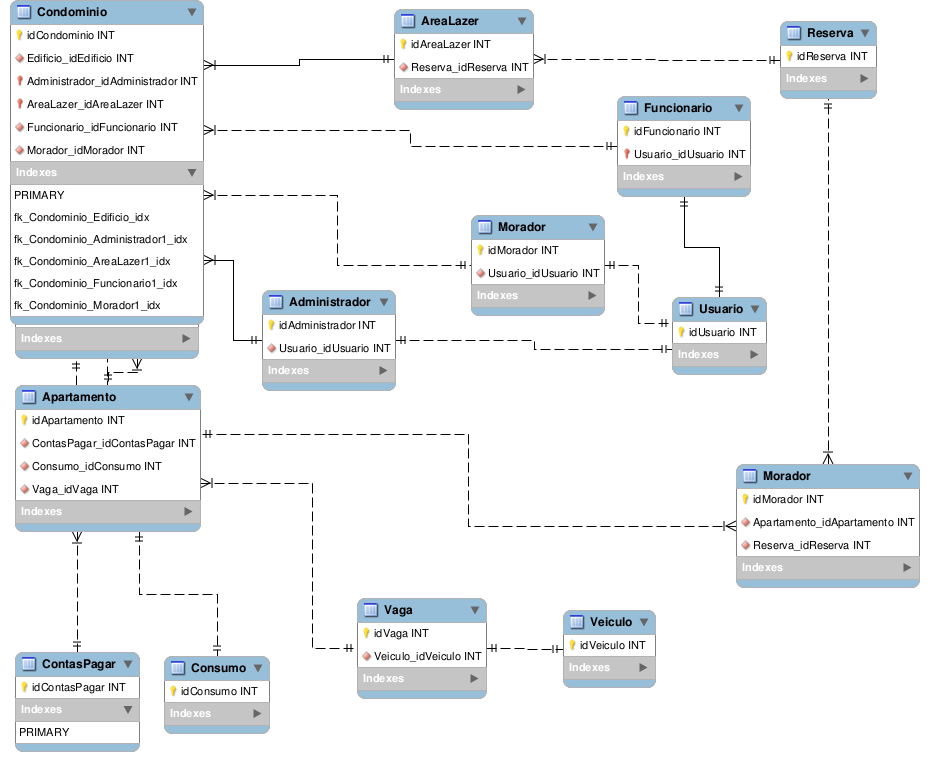 Condominio
idCondominio INT
Edificio_idEdificio INT
Administrador_idAdministrador INT
AreaLazer_idAreaLazer INT
Funcionario_idFuncionario INT
Morador_idMorador INT
Indexes
PRIMARY
fk_Condominio_Edificio_idx
fk_Condominio_Administrador1_idx
fk_Condominio_AreaLazer1_idx
fk_Condominio_Funcionario1_idx
fk_Condominio_Morador1_idx
Indexes
AreaLazer
idAreaLazer INT
Reserva_idReserva INT
Indexes
Reserva
idReserva INT
Indexes
Funcionario
idFuncionario INT
Usuario_idUsuario INT
Indexes
Morador
idMorador INT
Usuario_idUsuario INT
Indexes
Administrador
idAdministrador INT
Usuario_idUsuario INT
Indexes
Usuario
idUsuario INT
Indexes
Apartamento
idApartamento INT
ContasPagar_idContasPagar INT
Consumo_idConsumo INT
Vaga_idVaga INT
Indexes
Morador
idMorador INT
Apartamento_idApartamento INT
Reserva_idReserva INT
Indexes
Vaga
idVaga INT
Veiculo_idVeiculo INT
Indexes
Veiculo
idVeiculo INT
Indexes
ContasPagar
idContasPagar INT
Indexes
PRIMARY
Consumo
idConsumo INT
Indexes